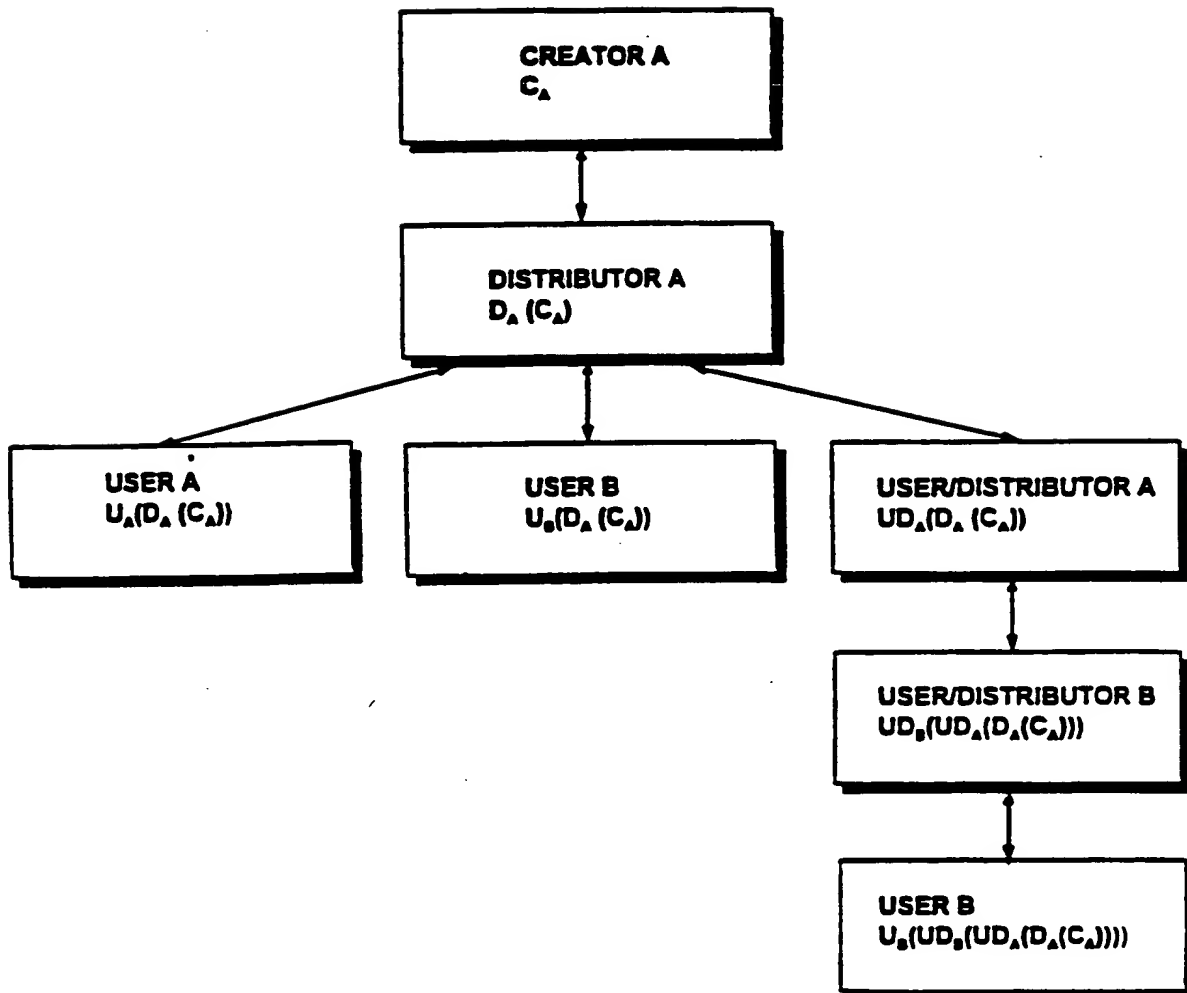 CREATOR A
C_A
DISTRIBUTOR A
D_A (C_A)
USER A
U_A(D_A (C_A))
USER B
U_B(D_A (C_A))
USER/DISTRIBUTOR A
UD_A(D_A (C_A))
USER/DISTRIBUTOR B
UD_B(UD_A(D_A(C_A)))
USER B
U_B(UD_B(UD_A(D_A(C_A))))